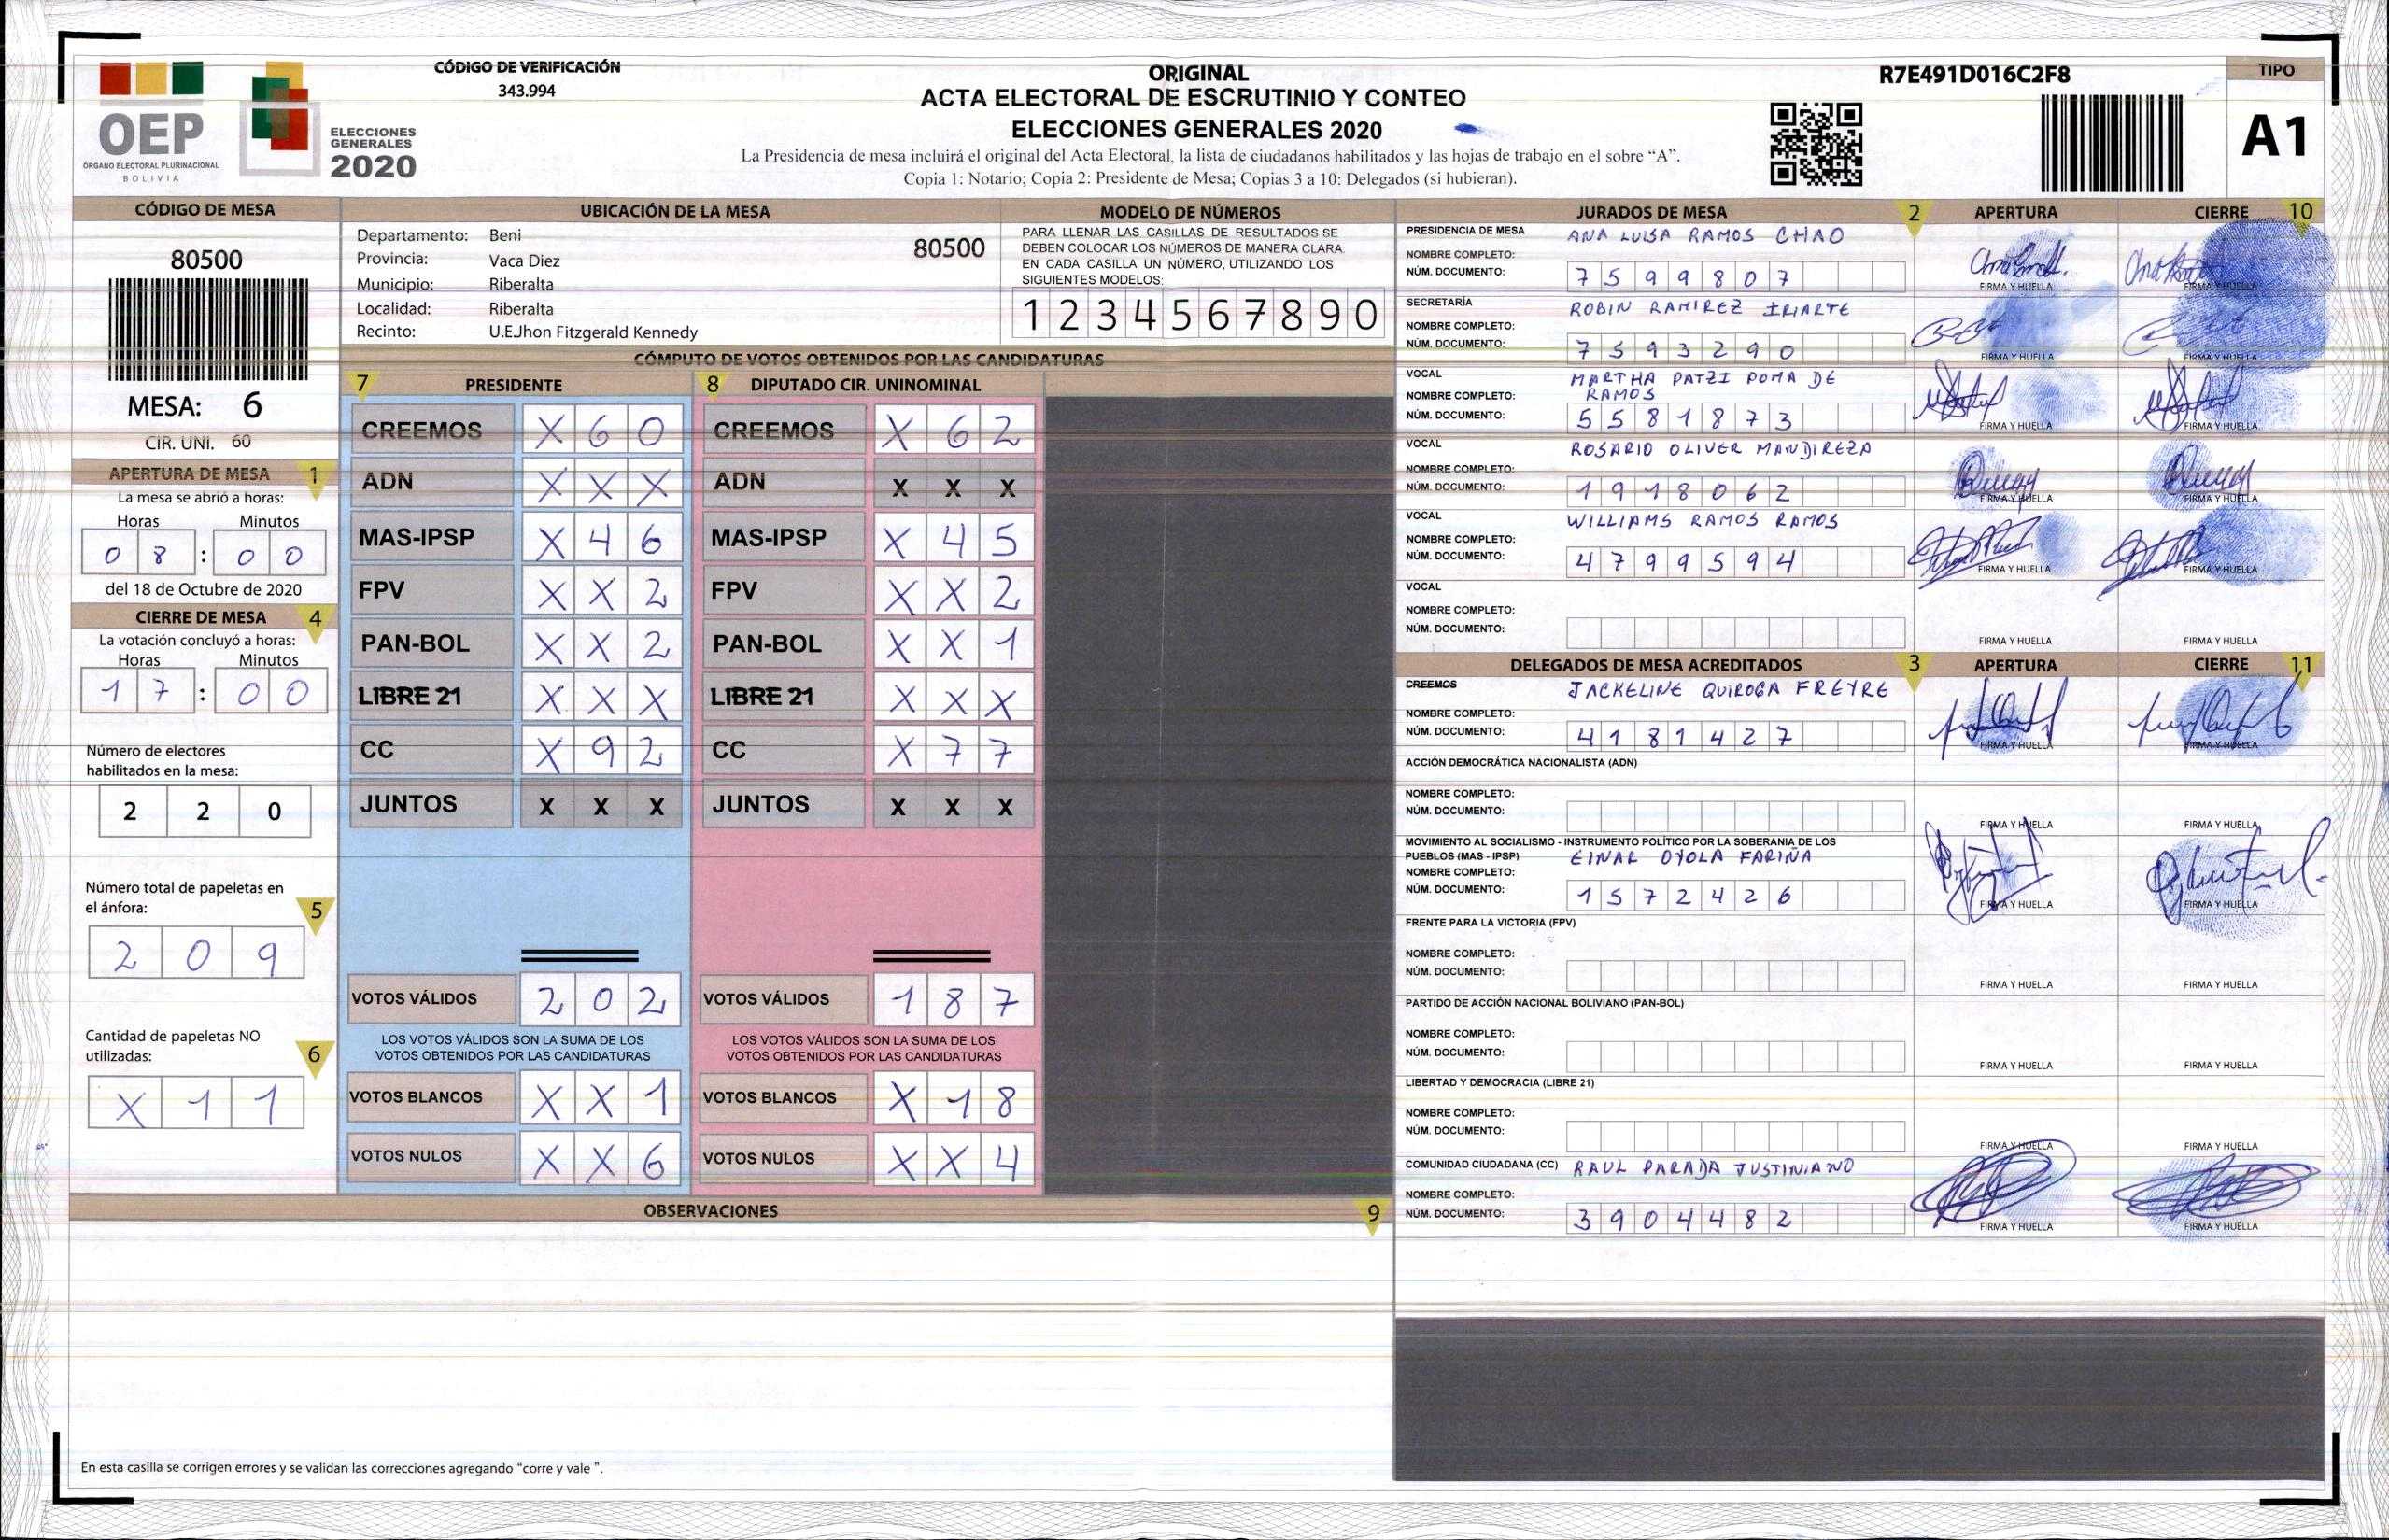 CÓDIGO DE VERIFICACIÓN
343.994
OEP
ÓRGANO ELECTORAL PLURINACIONAL
BOLIVIA
ELECCIONES
GENERALES
2020
ORIGINAL
ACTA ELECTORAL DE ESCRUTINIO Y CONTEO
ELECCIONES GENERALES 2020
La Presidencia de mesa incluirá el original del Acta Electoral, la lista de ciudadanos habilitados y las hojas de trabajo en el sobre “A”.
Copia 1: Notario; Copia 2: Presidente de Mesa; Copias 3 a 10: Delegados (si hubieran).
R7E491D016C2F8
TIPO
A1
CÓDIGO DE MESA
80500
MESA: 6
CIR. UNI. 60
APERTURA DE MESA 1
La mesa se abrió a horas:
Horas Minutos
0 8 : 0 0
del 18 de Octubre de 2020
CIERRE DE MESA 4
La votación concluyó a horas:
Horas Minutos
1 7 : 0 0
Número de electores
habilitados en la mesa:
2 2 0
Número total de papeletas en
el ánfora: 5
2 0 9
Cantidad de papeletas NO
utilizadas: 6
X 1 1
UBICACIÓN DE LA MESA
Departamento: Beni
80500
Provincia: Vaca Diez
Municipio: Riberalta
Localidad: Riberalta
Recinto: U.E.Jhon Fitzgerald Kennedy
MODELO DE NÚMEROS
PARA LLENAR LAS CASILLAS DE RESULTADOS SE
DEBEN COLOCAR LOS NÚMEROS DE MANERA CLARA.
EN CADA CASILLA UN NÚMERO, UTILIZANDO LOS
SIGUIENTES MODELOS:
1 2 3 4 5 6 7 8 9 0
CÓMPUTO DE VOTOS OBTENIDOS POR LAS CANDIDATURAS
7 PRESIDENTE 8 DIPUTADO CIR. UNINOMINAL
CREEMOS X 6 0 CREEMOS X 6 2
ADN X X X ADN X X X
MAS-IPSP X 4 6 MAS-IPSP X 4 5
FPV X X 2 FPV X X 2
PAN-BOL X X 2 PAN-BOL X X 1
LIBRE 21 X X X LIBRE 21 X X X
CC X 9 2 CC X 7 7
JUNTOS X X X JUNTOS X X X
VOTOS VÁLIDOS 2 0 2 VOTOS VÁLIDOS 1 8 7
LOS VOTOS VÁLIDOS SON LA SUMA DE LOS LOS VOTOS VÁLIDOS SON LA SUMA DE LOS
VOTOS OBTENIDOS POR LAS CANDIDATURAS VOTOS OBTENIDOS POR LAS CANDIDATURAS
VOTOS BLANCOS X X 1 VOTOS BLANCOS X 1 8
VOTOS NULOS X X 6 VOTOS NULOS X X 4
OBSERVACIONES 9
En esta casilla se corrigen errores y se validan las correcciones agregando “corre y vale ”.
JURADOS DE MESA 2 APERTURA CIERRE 10
PRESIDENCIA DE MESA ANA LUISA RAMOS CHAO
NOMBRE COMPLETO:
NÚM. DOCUMENTO: 7 5 9 9 8 0 7
FIRMA Y HUELLA FIRMA Y HUELLA
SECRETARÍA ROBIN RAMIREZ IRIARTE
NOMBRE COMPLETO:
NÚM. DOCUMENTO: 7 5 9 3 2 9 0
FIRMA Y HUELLA FIRMA Y HUELLA
VOCAL MARTHA PATZI POMA DE
NOMBRE COMPLETO: RAMOS
NÚM. DOCUMENTO: 5 5 8 1 8 7 3
FIRMA Y HUELLA FIRMA Y HUELLA
VOCAL ROSARIO OLIVER MANDIREZA
NOMBRE COMPLETO:
NÚM. DOCUMENTO: 1 9 1 8 0 6 2
FIRMA Y HUELLA FIRMA Y HUELLA
VOCAL WILLIAMS RAMOS RAMOS
NOMBRE COMPLETO:
NÚM. DOCUMENTO: 4 7 9 9 5 9 4
FIRMA Y HUELLA FIRMA Y HUELLA
VOCAL
NOMBRE COMPLETO:
NÚM. DOCUMENTO:
FIRMA Y HUELLA FIRMA Y HUELLA
DELEGADOS DE MESA ACREDITADOS 3 APERTURA CIERRE 11
CREEMOS JACKELINE QUIROGA FREYRE
NOMBRE COMPLETO:
NÚM. DOCUMENTO: 4 1 8 1 4 2 7
FIRMA Y HUELLA FIRMA Y HUELLA
ACCIÓN DEMOCRÁTICA NACIONALISTA (ADN)
NOMBRE COMPLETO:
NÚM. DOCUMENTO:
FIRMA Y HUELLA FIRMA Y HUELLA
MOVIMIENTO AL SOCIALISMO - INSTRUMENTO POLÍTICO POR LA SOBERANIA DE LOS
PUEBLOS (MAS - IPSP) EINAR OYOLA FARIÑA
NOMBRE COMPLETO:
NÚM. DOCUMENTO: 1 5 7 2 4 2 6
FIRMA Y HUELLA FIRMA Y HUELLA
FRENTE PARA LA VICTORIA (FPV)
NOMBRE COMPLETO:
NÚM. DOCUMENTO:
FIRMA Y HUELLA FIRMA Y HUELLA
PARTIDO DE ACCIÓN NACIONAL BOLIVIANO (PAN-BOL)
NOMBRE COMPLETO:
NÚM. DOCUMENTO:
FIRMA Y HUELLA FIRMA Y HUELLA
LIBERTAD Y DEMOCRACIA (LIBRE 21)
NOMBRE COMPLETO:
NÚM. DOCUMENTO:
FIRMA Y HUELLA FIRMA Y HUELLA
COMUNIDAD CIUDADANA (CC) RAUL PARADA JUSTINIANO
NOMBRE COMPLETO:
NÚM. DOCUMENTO: 3 9 0 4 4 8 2
FIRMA Y HUELLA FIRMA Y HUELLA